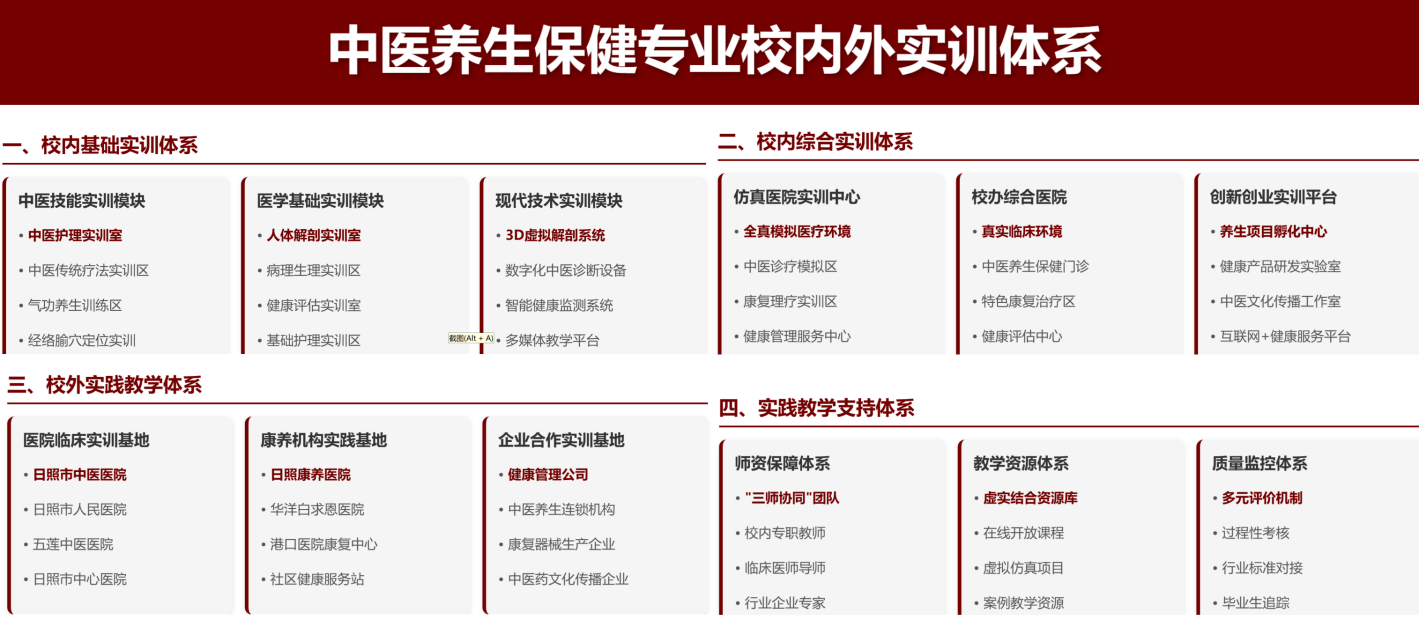 中医养生保健专业校内外实训体系
一、校内基础实训体系
中医技能实训模块
• 中医护理实训室
• 中医传统疗法实训区
• 气功养生训练区
• 经络腧穴定位实训
医学基础实训模块
• 人体解剖实训室
• 病理生理实训区
• 健康评估实训室
• 基础护理实训区
截图(Alt + A)
现代技术实训模块
• 3D虚拟解剖系统
• 数字化中医诊断设备
• 智能健康监测系统
• 多媒体教学平台
二、校内综合实训体系
仿真医院实训中心
• 全真模拟医疗环境
• 中医诊疗模拟区
• 康复理疗实训区
• 健康管理服务中心
校办综合医院
• 真实临床环境
• 中医养生保健门诊
• 特色康复治疗区
• 健康评估中心
创新创业实训平台
• 养生项目孵化中心
• 健康产品研发实验室
• 中医文化传播工作室
• 互联网+健康服务平台
三、校外实践教学体系
医院临床实训基地
• 日照市中医医院
• 日照市人民医院
• 五莲中医医院
• 日照市中心医院
康养机构实践基地
• 日照康养医院
• 华洋白求恩医院
• 港口医院康复中心
• 社区健康服务站
企业合作实训基地
• 健康管理公司
• 中医养生连锁机构
• 康复器械生产企业
• 中医药文化传播企业
四、实践教学支持体系
师资保障体系
• "三师协同"团队
• 校内专职教师
• 临床医师导师
• 行业企业专家
教学资源体系
• 虚实结合资源库
• 在线开放课程
• 虚拟仿真项目
• 案例教学资源
质量监控体系
• 多元评价机制
• 过程性考核
• 行业标准对接
• 毕业生追踪